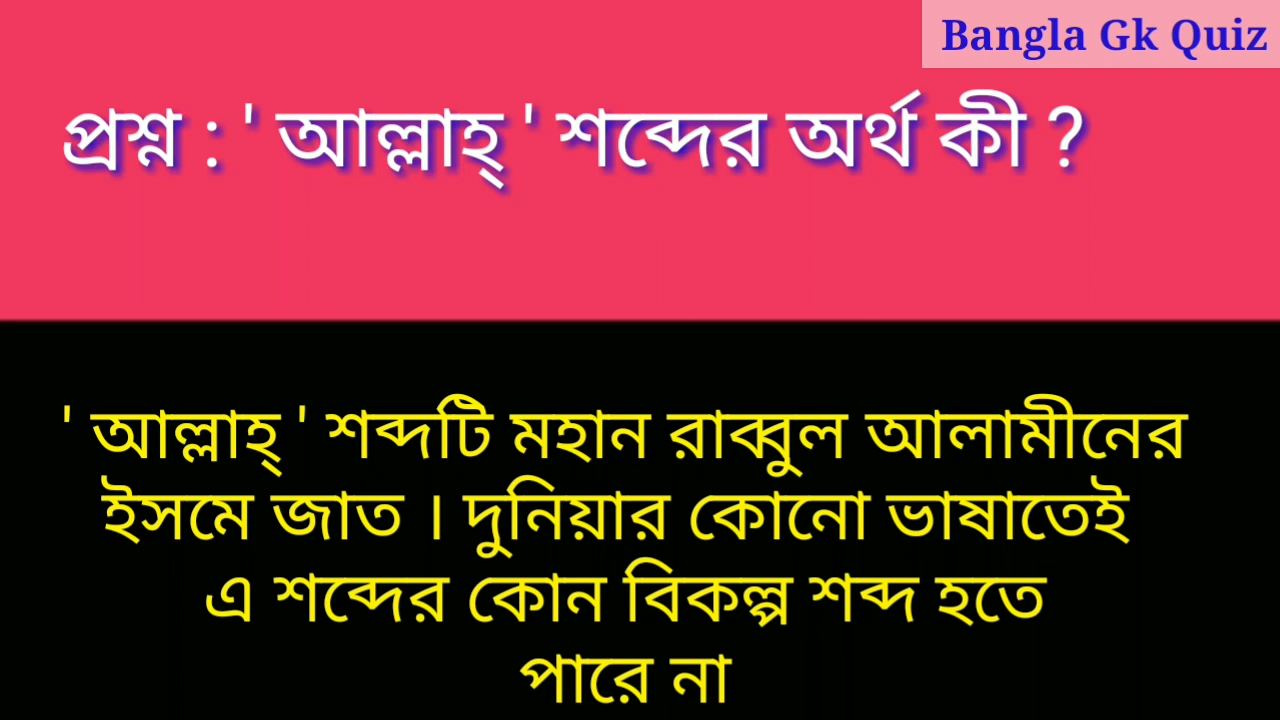 Bangla Gk Quiz
প্রশ্ন : ' আল্লাহ্ ' শব্দের অর্থ কী ?
' আল্লাহ্ ' শব্দটি মহান রাব্বুল আলামীনের
ইসমে জাত । দুনিয়ার কোনো ভাষাতেই
এ শব্দের কোন বিকল্প শব্দ হতে
পারে না